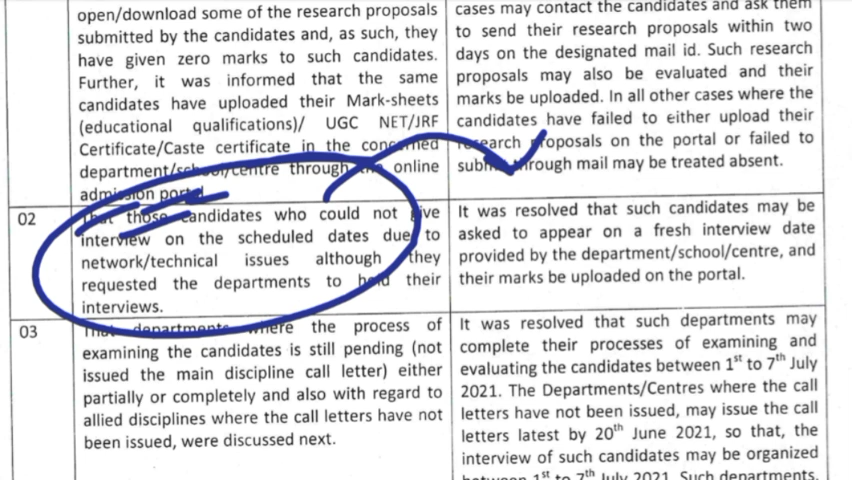 open/download some of the research proposals
submitted by the candidates and, as such, they
have given zero marks to such candidates.
Further, it was informed that the same
candidates have uploaded their Mark-sheets
(educational qualifications)/ UGC NET/JRF
Certificate/Caste certificate in the concerned
department/school/centre through the online
admission portal
cases may contact the candidates and ask them
to send their research proposals within two
days on the designated mail id. Such research
proposals may also be evaluated and their
marks be uploaded. In all other cases where the
candidates have failed to either upload their
research proposals on the portal or failed to
submit through mail may be treated absent.
02
That those candidates who could not give
interview on the scheduled dates due to
network/technical issues although they
requested the departments to hold their
interviews.
It was resolved that such candidates may be
asked to appear on a fresh interview date
provided by the department/school/centre, and
their marks be uploaded on the portal.
03
That departments where the process of
examining the candidates is still pending (not
issued the main discipline call letter) either
partially or completely and also with regard to
allied disciplines where the call letters have not
been issued, were discussed next.
It was resolved that such departments may
complete their processes of examining and
evaluating the candidates between 1st to 7th July
2021. The Departments/Centres where the call
letters have not been issued, may issue the call
letters latest by 20th June 2021, so that, the
interview of such candidates may be organized
between 1st to 7th July 2021. Such departments,